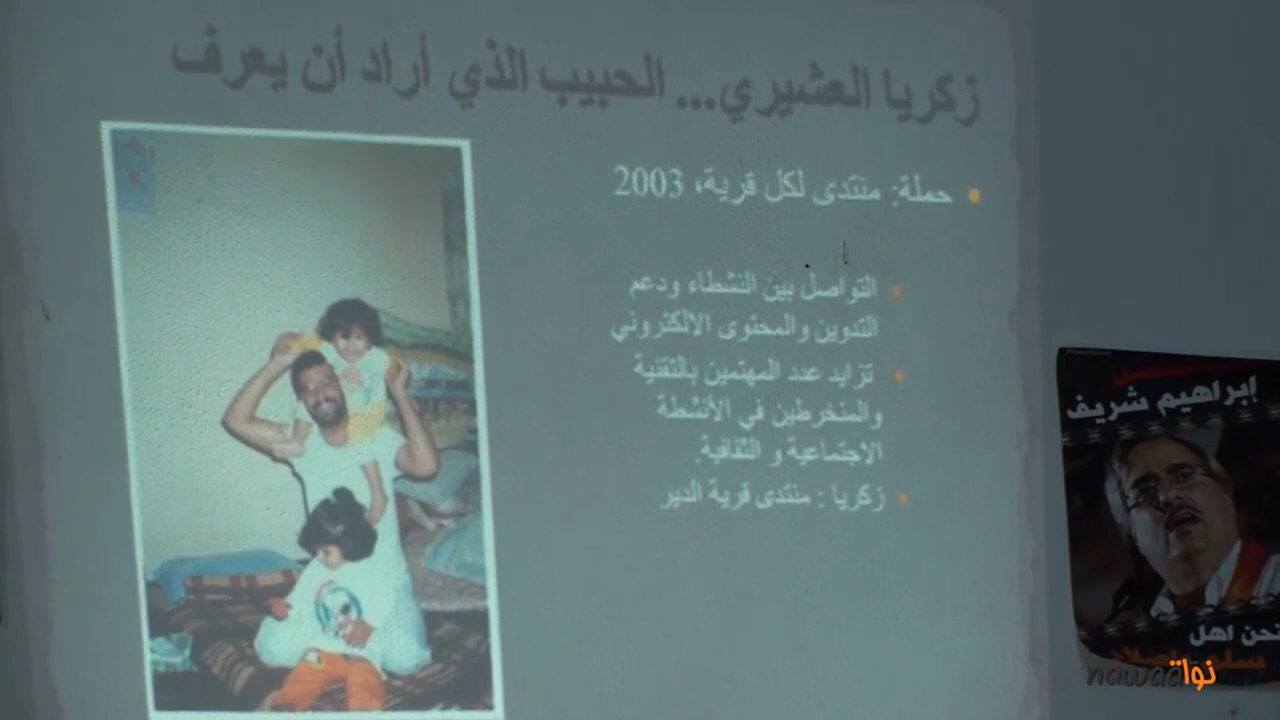 زكريا العشيري... الحبيب الذي أراد أن يعرف
حملة: منتدى لكل قرية، 2003
التواصل بين النشطاء ودعم
التدوين والمحتوى الالكتروني
تزايد عدد المهتمين بالتقنية
والمنخرطين في الأنشطة
الاجتماعية و الثقافية.
زكريا : منتدى قرية الدير
إبراهيم شريف
نحن اهل
nawaat نواة